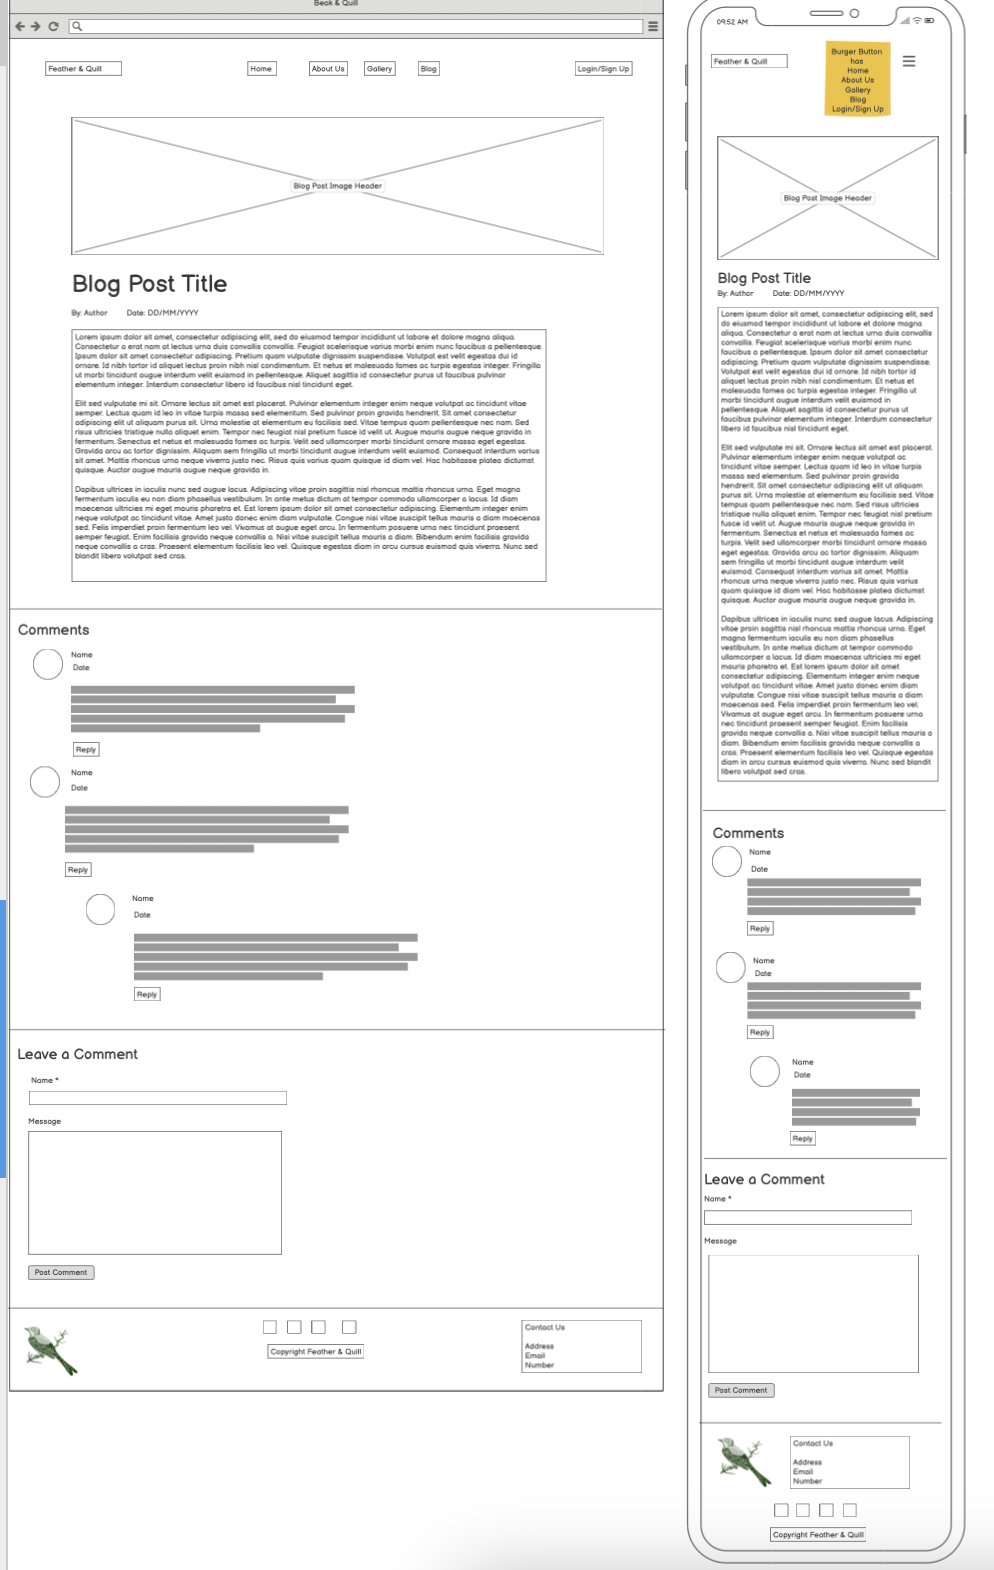 Beak & Quill
Feather & Quill
Home
About Us
Gallery
Blog
Login/Sign Up
Blog Post Image Header
Blog Post Title
By: Author
Date: DD/MM/YYYY
Lorem ipsum dolor sit amet, consectetur adipiscing elit, sed do eiusmod tempor incididunt ut labore et dolore magna aliqua.
Consectetur a erat nam at lectus urna duis convallis convallis. Feugiat scelerisque varius morbi enim nunc faucibus a pellentesque.
Ipsum dolor sit amet consectetur adipiscing. Pretium quam vulputate dignissim suspendisse. Volutpat est velit egestas dui id
ornare. Id nibh tortor id aliquet lectus proin nibh nisl condimentum. Et netus et malesuada fames ac turpis egestas integer. Fringilla
ut morbi tincidunt augue interdum velit euismod in pellentesque. Aliquet sagittis id consectetur purus ut faucibus pulvinar
elementum integer. Interdum consectetur libero id faucibus nisl tincidunt eget.
Elit sed vulputate mi sit. Ornare lectus sit amet est placerat. Pulvinar elementum integer enim neque volutpat ac tincidunt vitae
semper. Lectus quam id leo in vitae turpis massa sed elementum. Sed pulvinar proin gravida hendrerit. Sit amet consectetur
adipiscing elit ut aliquam purus sit. Urna molestie at elementum eu facilisis sed. Vitae tempus quam pellentesque nec nam. Sed
risus ultricies tristique nulla aliquet enim. Tempor nec feugiat nisl pretium fusce id velit ut. Augue mauris augue neque gravida in
fermentum. Senectus et netus et malesuada fames ac turpis. Velit sed ullamcorper morbi tincidunt ornare massa eget egestas.
Gravida arcu ac tortor dignissim. Aliquam sem fringilla ut morbi tincidunt augue interdum velit euismod. Consequat interdum varius
sit amet. Mattis rhoncus urna neque viverra justo nec. Risus quis varius quam quisque id diam vel. Hac habitasse platea dictumst
quisque. Auctor augue mauris augue neque gravida in.
Dapibus ultrices in iaculis nunc sed augue lacus. Adipiscing vitae proin sagittis nisl rhoncus mattis rhoncus urna. Eget magna
fermentum iaculis eu non diam phasellus vestibulum. In ante metus dictum at tempor commodo ullamcorper a lacus. Id diam
maecenas ultricies mi eget mauris pharetra et. Est lorem ipsum dolor sit amet consectetur adipiscing. Elementum integer enim
neque volutpat ac tincidunt vitae. Amet justo donec enim diam vulputate. Congue nisi vitae suscipit tellus mauris a diam maecenas
sed. Felis imperdiet proin fermentum leo vel. Vivamus at augue eget arcu. In fermentum posuere urna nec tincidunt praesent
semper feugiat. Enim facilisis gravida neque convallis a. Nisi vitae suscipit tellus mauris a diam. Bibendum enim facilisis gravida
neque convallis a cras. Praesent elementum facilisis leo vel. Quisque egestas diam in arcu cursus euismod quis viverra. Nunc sed
blandit libero volutpat sed cras.
Comments
Name
Date
Reply
Name
Date
Reply
Name
Date
Reply
Leave a Comment
Name *
Message
Post Comment
Copyright Feather & Quill
Contact Us
Address
Email
Number
09:52 AM
Feather & Quill
Burger Button
has
Home
About Us
Gallery
Blog
Login/Sign Up
Blog Post Image Header
Blog Post Title
By: Author
Date: DD/MM/YYYY
Lorem ipsum dolor sit amet, consectetur adipiscing elit, sed
do eiusmod tempor incididunt ut labore et dolore magna
aliqua. Consectetur a erat nam at lectus urna duis convallis
convallis. Feugiat scelerisque varius morbi enim nunc
faucibus a pellentesque. Ipsum dolor sit amet consectetur
adipiscing. Pretium quam vulputate dignissim suspendisse.
Volutpat est velit egestas dui id ornare. Id nibh tortor id
aliquet lectus proin nibh nisl condimentum. Et netus et
malesuada fames ac turpis egestas integer. Fringilla ut
morbi tincidunt augue interdum velit euismod in
pellentesque. Aliquet sagittis id consectetur purus ut
faucibus pulvinar elementum integer. Interdum consectetur
libero id faucibus nisl tincidunt eget.
Elit sed vulputate mi sit. Ornare lectus sit amet est placerat.
Pulvinar elementum integer enim neque volutpat ac
tincidunt vitae semper. Lectus quam id leo in vitae turpis
massa sed elementum. Sed pulvinar proin gravida
hendrerit. Sit amet consectetur adipiscing elit ut aliquam
purus sit. Urna molestie at elementum eu facilisis sed. Vitae
tempus quam pellentesque nec nam. Sed risus ultricies
tristique nulla aliquet enim. Tempor nec feugiat nisl pretium
fusce id velit ut. Augue mauris augue neque gravida in
fermentum. Senectus et netus et malesuada fames ac
turpis. Velit sed ullamcorper morbi tincidunt ornare massa
eget egestas. Gravida arcu ac tortor dignissim. Aliquam
sem fringilla ut morbi tincidunt augue interdum velit
euismod. Consequat interdum varius sit amet. Mattis
rhoncus urna neque viverra justo nec. Risus quis varius
quam quisque id diam vel. Hac habitasse platea dictumst
quisque. Auctor augue mauris augue neque gravida in.
Dapibus ultrices in iaculis nunc sed augue lacus. Adipiscing
vitae proin sagittis nisl rhoncus mattis rhoncus urna. Eget
magna fermentum iaculis eu non diam phasellus
vestibulum. In ante metus dictum at tempor commodo
ullamcorper a lacus. Id diam maecenas ultricies mi eget
mauris pharetra et. Est lorem ipsum dolor sit amet
consectetur adipiscing. Elementum integer enim neque
volutpat ac tincidunt vitae. Amet justo donec enim diam
vulputate. Congue nisi vitae suscipit tellus mauris a diam
maecenas sed. Felis imperdiet proin fermentum leo vel.
Vivamus at augue eget arcu. In fermentum posuere urna
nec tincidunt praesent semper feugiat. Enim facilisis
gravida neque convallis a. Nisi vitae suscipit tellus mauris a
diam. Bibendum enim facilisis gravida neque convallis a
cras. Praesent elementum facilisis leo vel. Quisque egestas
diam in arcu cursus euismod quis viverra. Nunc sed blandit
libero volutpat sed cras.
Comments
Name
Date
Reply
Name
Date
Reply
Name
Date
Reply
Leave a Comment
Name *
Message
Post Comment
Contact Us
Address
Email
Number
Copyright Feather & Quill